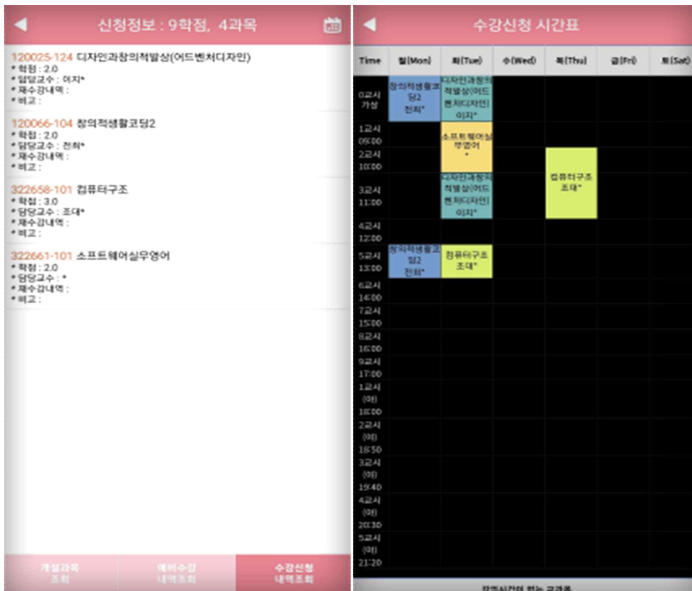 신청정보 : 9학점, 4과목
120025-124 디자인과창의적발상(어드벤처디자인)
* 학점 : 2.0
* 담당교수 : 이지*
* 재수강내역 :
* 비고 :
120066-104 창의적생활코딩2
* 학점 : 2.0
* 담당교수 : 전희*
* 재수강내역 :
* 비고 :
322658-101 컴퓨터구조
* 학점 : 3.0
* 담당교수 : 조대*
* 재수강내역 :
* 비고 :
322661-101 소프트웨어실무영어
* 학점 : 2.0
* 담당교수 : *
* 재수강내역 :
* 비고 :
개설과목
조회
예비수강
내역조회
수강신청
내역조회
수강신청 시간표
Time 월(Mon) 화(Tue) 수(Wed) 목(Thu) 금(Fri) 토(Sat)
0교시
가상
창의적생활코
딩2
전희*
디자인과창의
적발상(어드
벤처디자인)
이지*
1교시
09:00
소프트웨어실
무영어
*
2교시
10:00
컴퓨터구조
조대*
3교시
11:00
디자인과창의
적발상(어드
벤처디자인)
이지*
4교시
12:00
5교시
13:00
창의적생활코
딩2
전희*
컴퓨터구조
조대*
6교시
14:00
7교시
15:00
8교시
16:00
9교시
17:00
1교시
(야)
18:00
2교시
(야)
18:50
3교시
(야)
19:40
4교시
(야)
20:30
5교시
(야)
21:20
강의시간이 없는 교과목